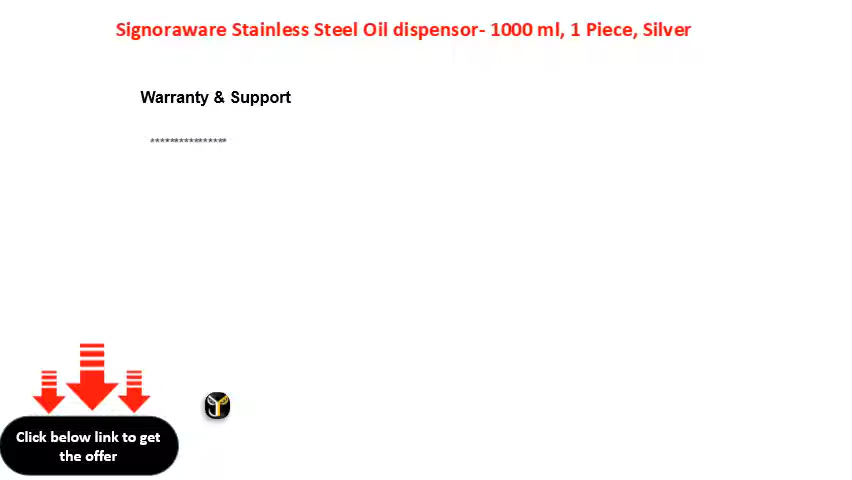 Signoraware Stainless Steel Oil dispensor- 1000 ml, 1 Piece, Silver
Warranty & Support
****************
Click below link to get
the offer